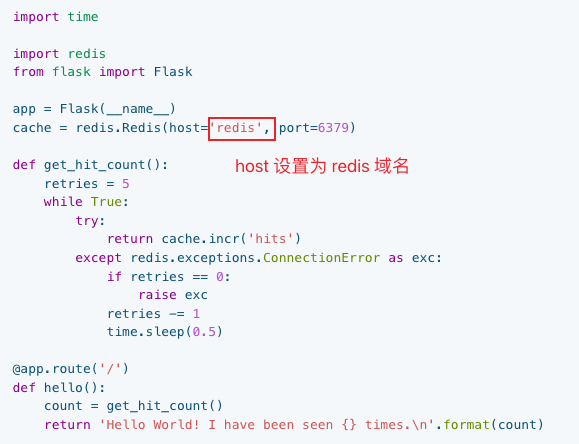 import time
import redis
from flask import Flask
app = Flask(__name__)
cache = redis.Redis(host='redis', port=6379)
def get_hit_count():
host 设置为 redis 域名
    retries = 5
    while True:
        try:
            return cache.incr('hits')
        except redis.exceptions.ConnectionError as exc:
            if retries == 0:
                raise exc
            retries -= 1
            time.sleep(0.5)
@app.route('/')
def hello():
    count = get_hit_count()
    return 'Hello World! I have been seen {} times.\n'.format(count)